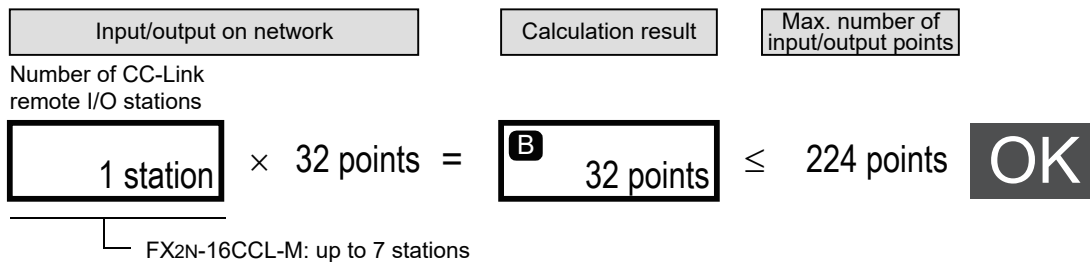 Input/output on network
Calculation result
Max. number of
input/output points
Number of CC-Link
remote I/O stations
1 station × 32 points = B 32 points ≤ 224 points OK
FX2N-16CCL-M: up to 7 stations